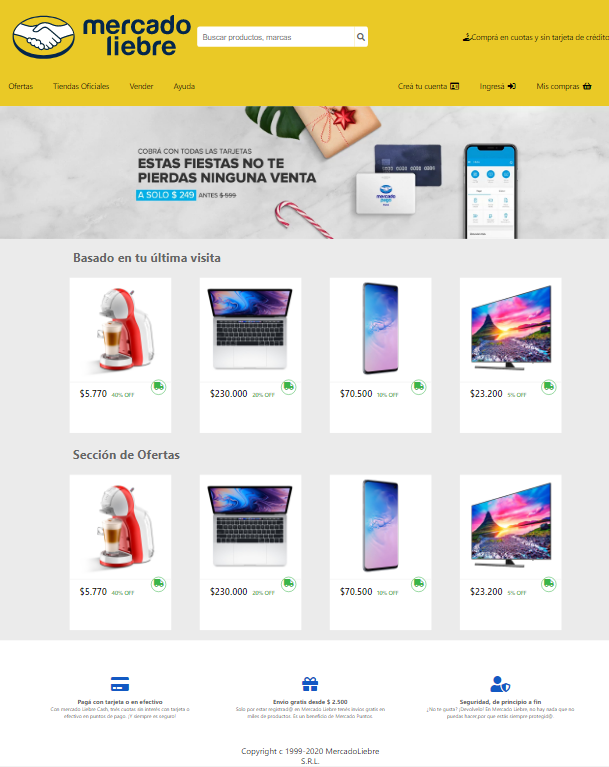 mercado
liebre
Buscar productos, marcas
Comprá en cuotas y sin tarjeta de crédito
Ofertas Tiendas Oficiales Vender Ayuda Creá tu cuenta Ingresá Mis compras
COBRÁ CON TODAS LAS TARJETAS
ESTAS FIESTAS NO TE
PIERDAS NINGUNA VENTA
A SOLO $ 249 ANTES $ 599
mercado
pago
Basado en tu última visita
$5.770 40% OFF $230.000 20% OFF $70.500 10% OFF $23.200 5% OFF
Sección de Ofertas
$5.770 40% OFF $230.000 20% OFF $70.500 10% OFF $23.200 5% OFF
Pagá con tarjeta o en efectivo
Con mercado Liebre Cash, tenés cuotas sin interés con tarjeta o
efectivo en puntos de pago. ¡Y siempre es seguro!
Envío gratis desde $ 2.500
Solo por estar registrad@ en Mercado Liebre tenés envíos gratis en
miles de productos. Es un beneficio de Mercado Puntos
Seguridad, de principio a fin
¿No te gusta? ¡Devolvelo! En Mercado Liebre, no hay nada que no
puedas hacer, por que estás siempre protegid@
Copyright c 1999-2020 MercadoLiebre
S.R.L.